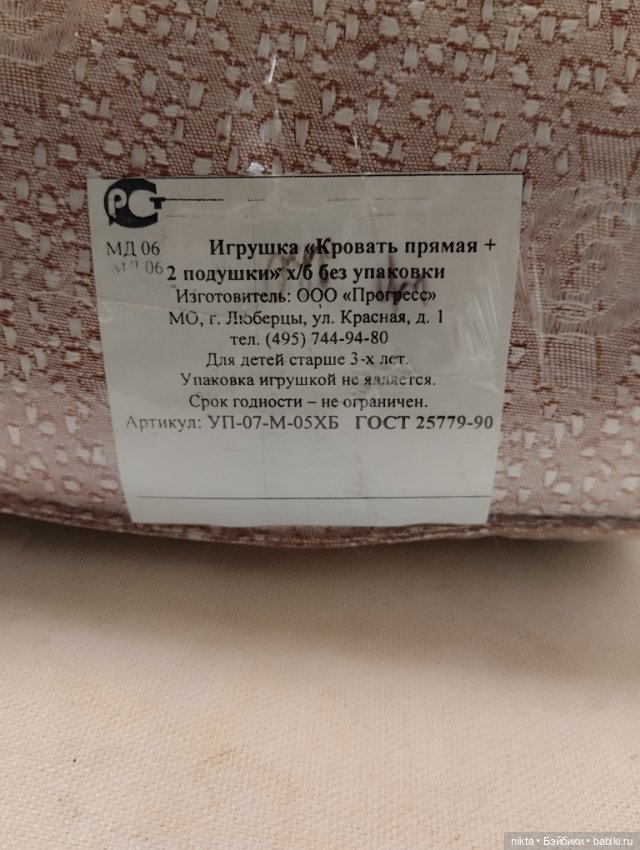 РСТ
МД 06 Игрушка «Кровать прямая +
МД 06 2 подушки» х/б без упаковки
Изготовитель: ООО «Прогресс»
МО, г. Люберцы, ул. Красная, д. 1
тел. (495) 744-94-80
Для детей старше 3-х лет.
Упаковка игрушкой не является.
Срок годности – не ограничен.
Артикул: УП-07-М-05ХБ ГОСТ 25779-90
nikta • Бэйбики • babiki.ru